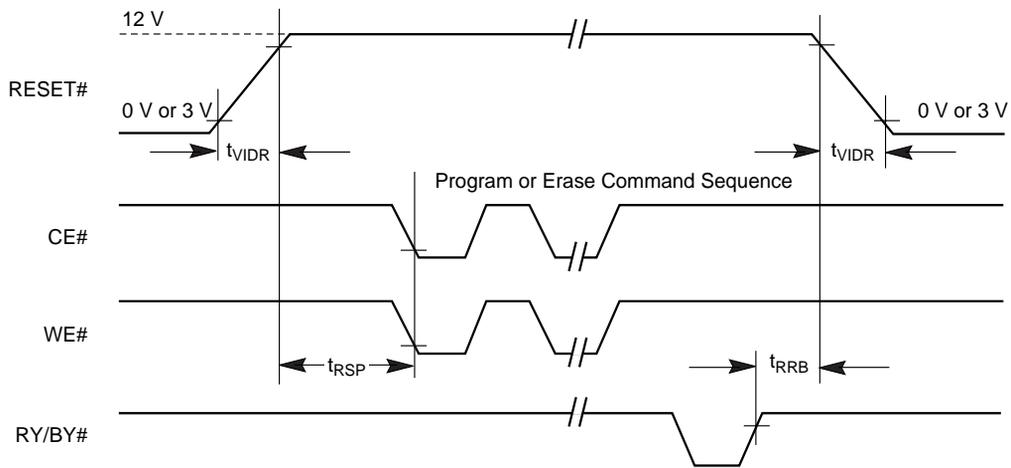 12 V
RESET#
0 V or 3 V
0 V or 3 V
tVIDR
tVIDR
Program or Erase Command Sequence
CE#
WE#
tRSP
tRRB
RY/BY#